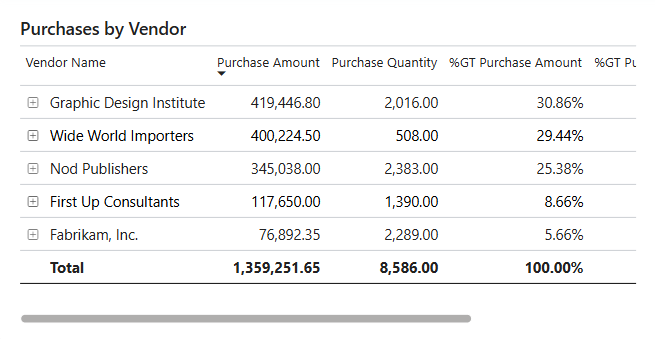 Purchases by Vendor
Vendor Name Purchase Amount Purchase Quantity %GT Purchase Amount %GT Pu
Graphic Design Institute 419,446.80 2,016.00 30.86%
Wide World Importers 400,224.50 508.00 29.44%
Nod Publishers 345,038.00 2,383.00 25.38%
First Up Consultants 117,650.00 1,390.00 8.66%
Fabrikam, Inc. 76,892.35 2,289.00 5.66%
Total 1,359,251.65 8,586.00 100.00%